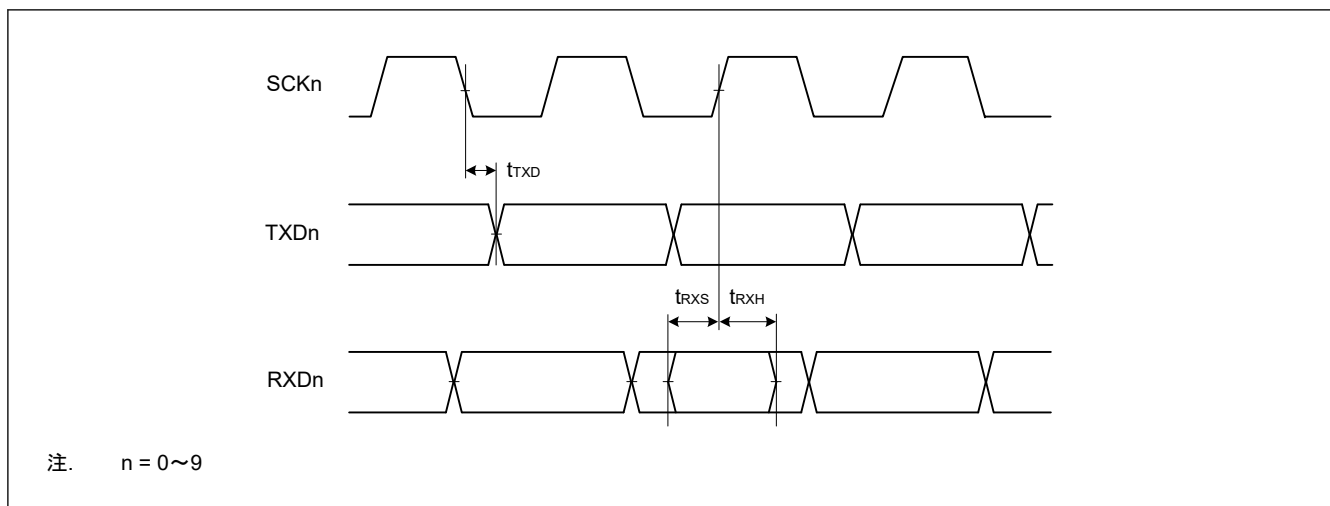 SCKn
tTXD
TXDn
tRXS tRXH
RXDn
注. n = 0～9